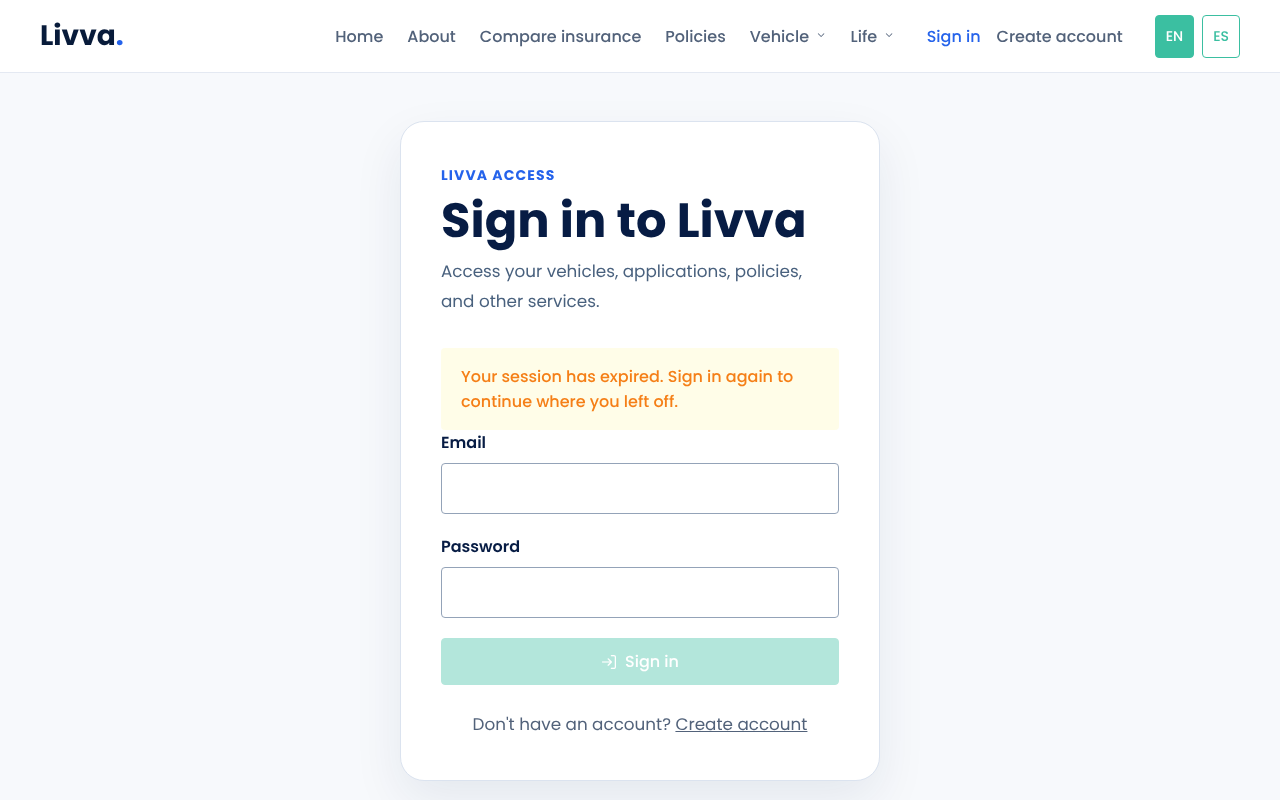 Livva.
Home
About
Compare insurance
Policies
Vehicle
Life
Sign in
Create account
EN
ES
LIVVA ACCESS
Sign in to Livva
Access your vehicles, applications, policies,
and other services.
Your session has expired. Sign in again to
continue where you left off.
Email
Password
Sign in
Don't have an account? Create account